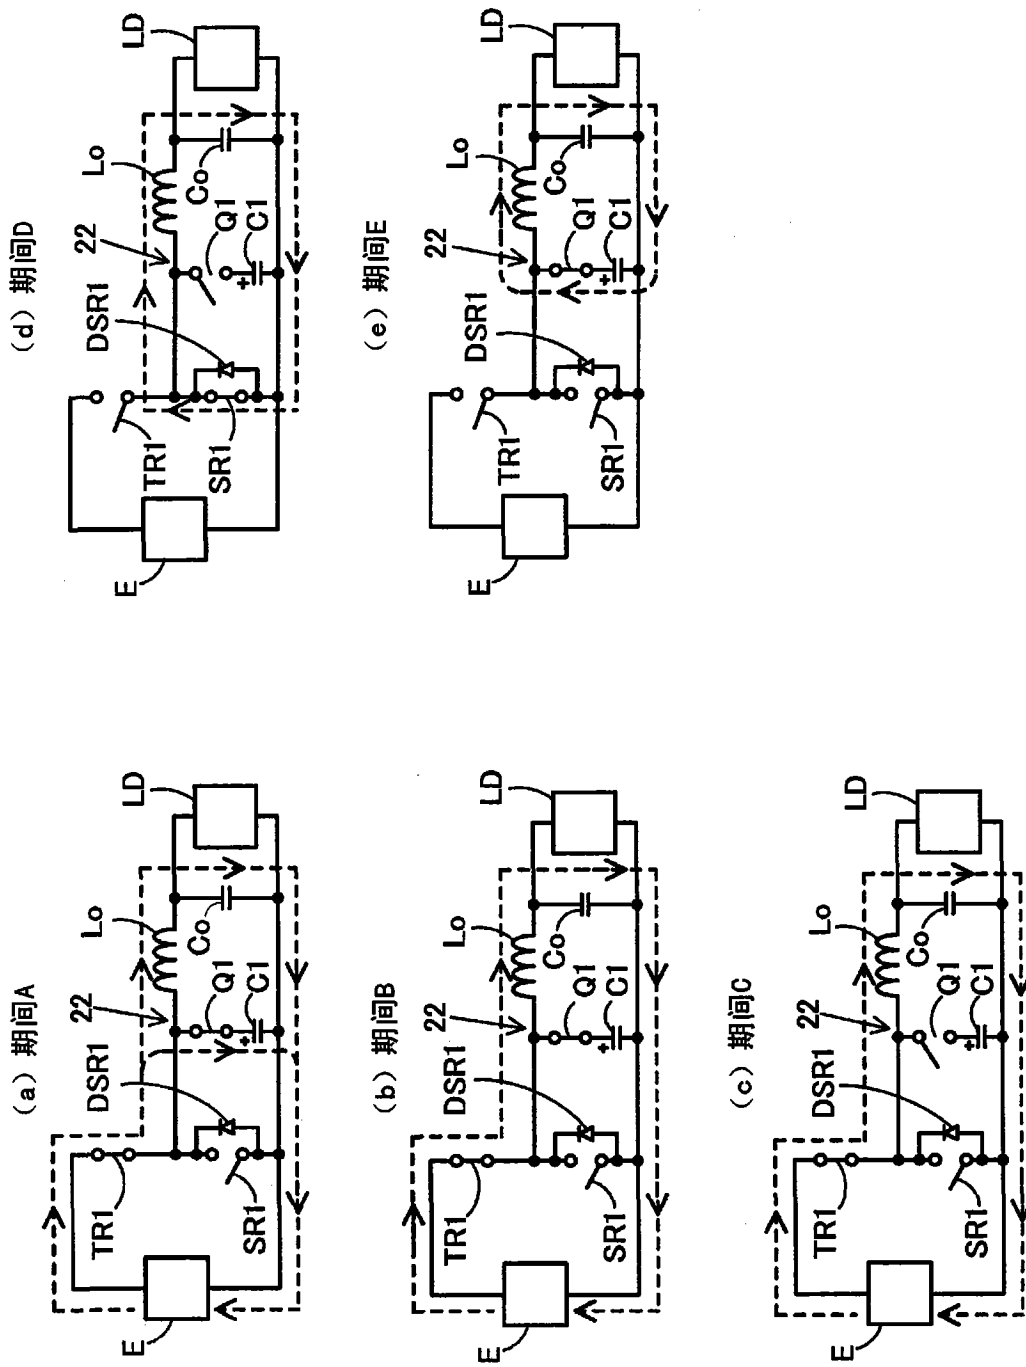 (a) 期间A
E
TR1
SR1
DSR1
22
Q1
C1
Lo
Co
LD
(b) 期间B
E
TR1
SR1
DSR1
22
Q1
C1
Lo
Co
LD
(c) 期间C
E
TR1
SR1
DSR1
22
Q1
C1
Lo
Co
LD
(d) 期间D
E
TR1
SR1
DSR1
22
Q1
C1
Lo
Co
LD
(e) 期间E
E
TR1
SR1
DSR1
22
Q1
C1
Lo
Co
LD